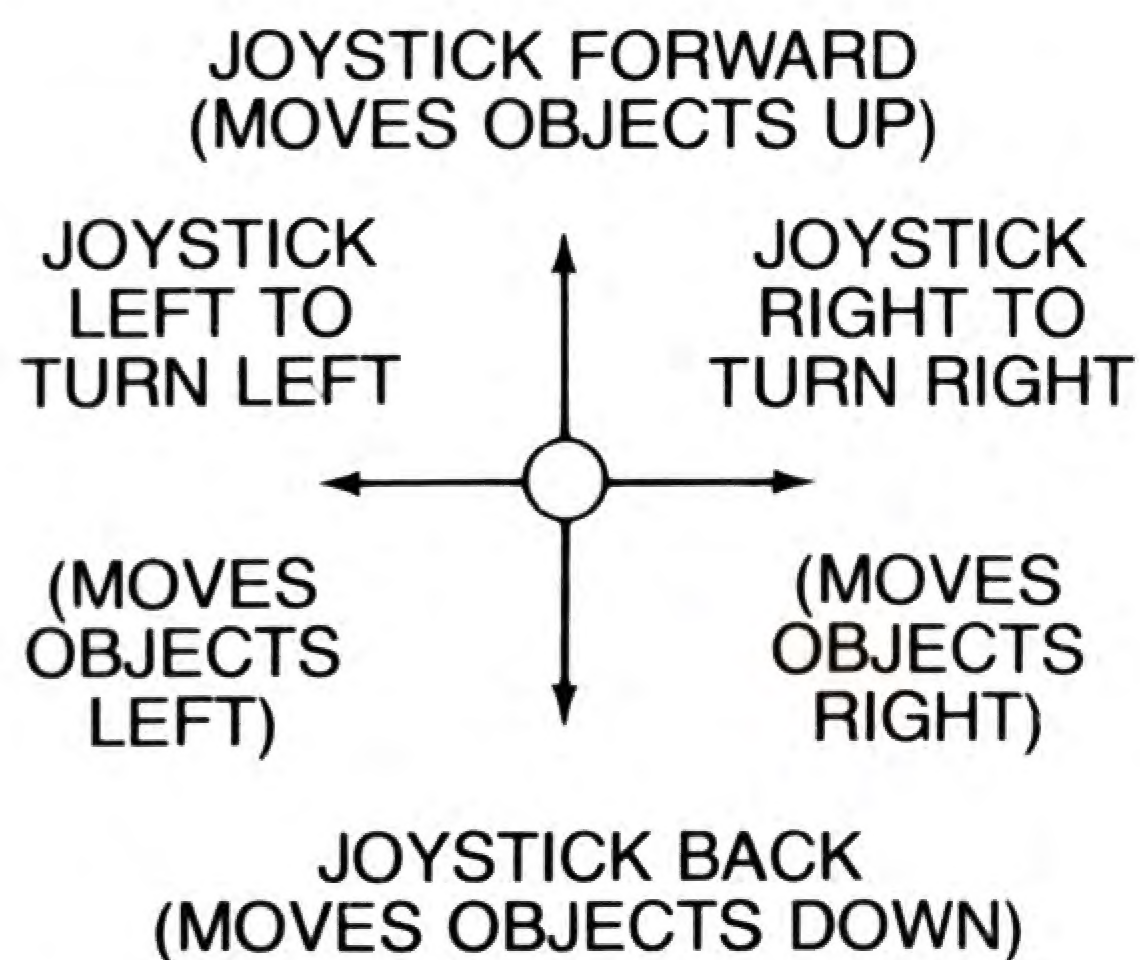 JOYSTICK FORWARD
(MOVES OBJECTS UP)
JOYSTICK
LEFT TO
TURN LEFT
JOYSTICK
RIGHT TO
TURN RIGHT
(MOVES
OBJECTS
LEFT)
(MOVES
OBJECTS
RIGHT)
JOYSTICK BACK
(MOVES OBJECTS DOWN)